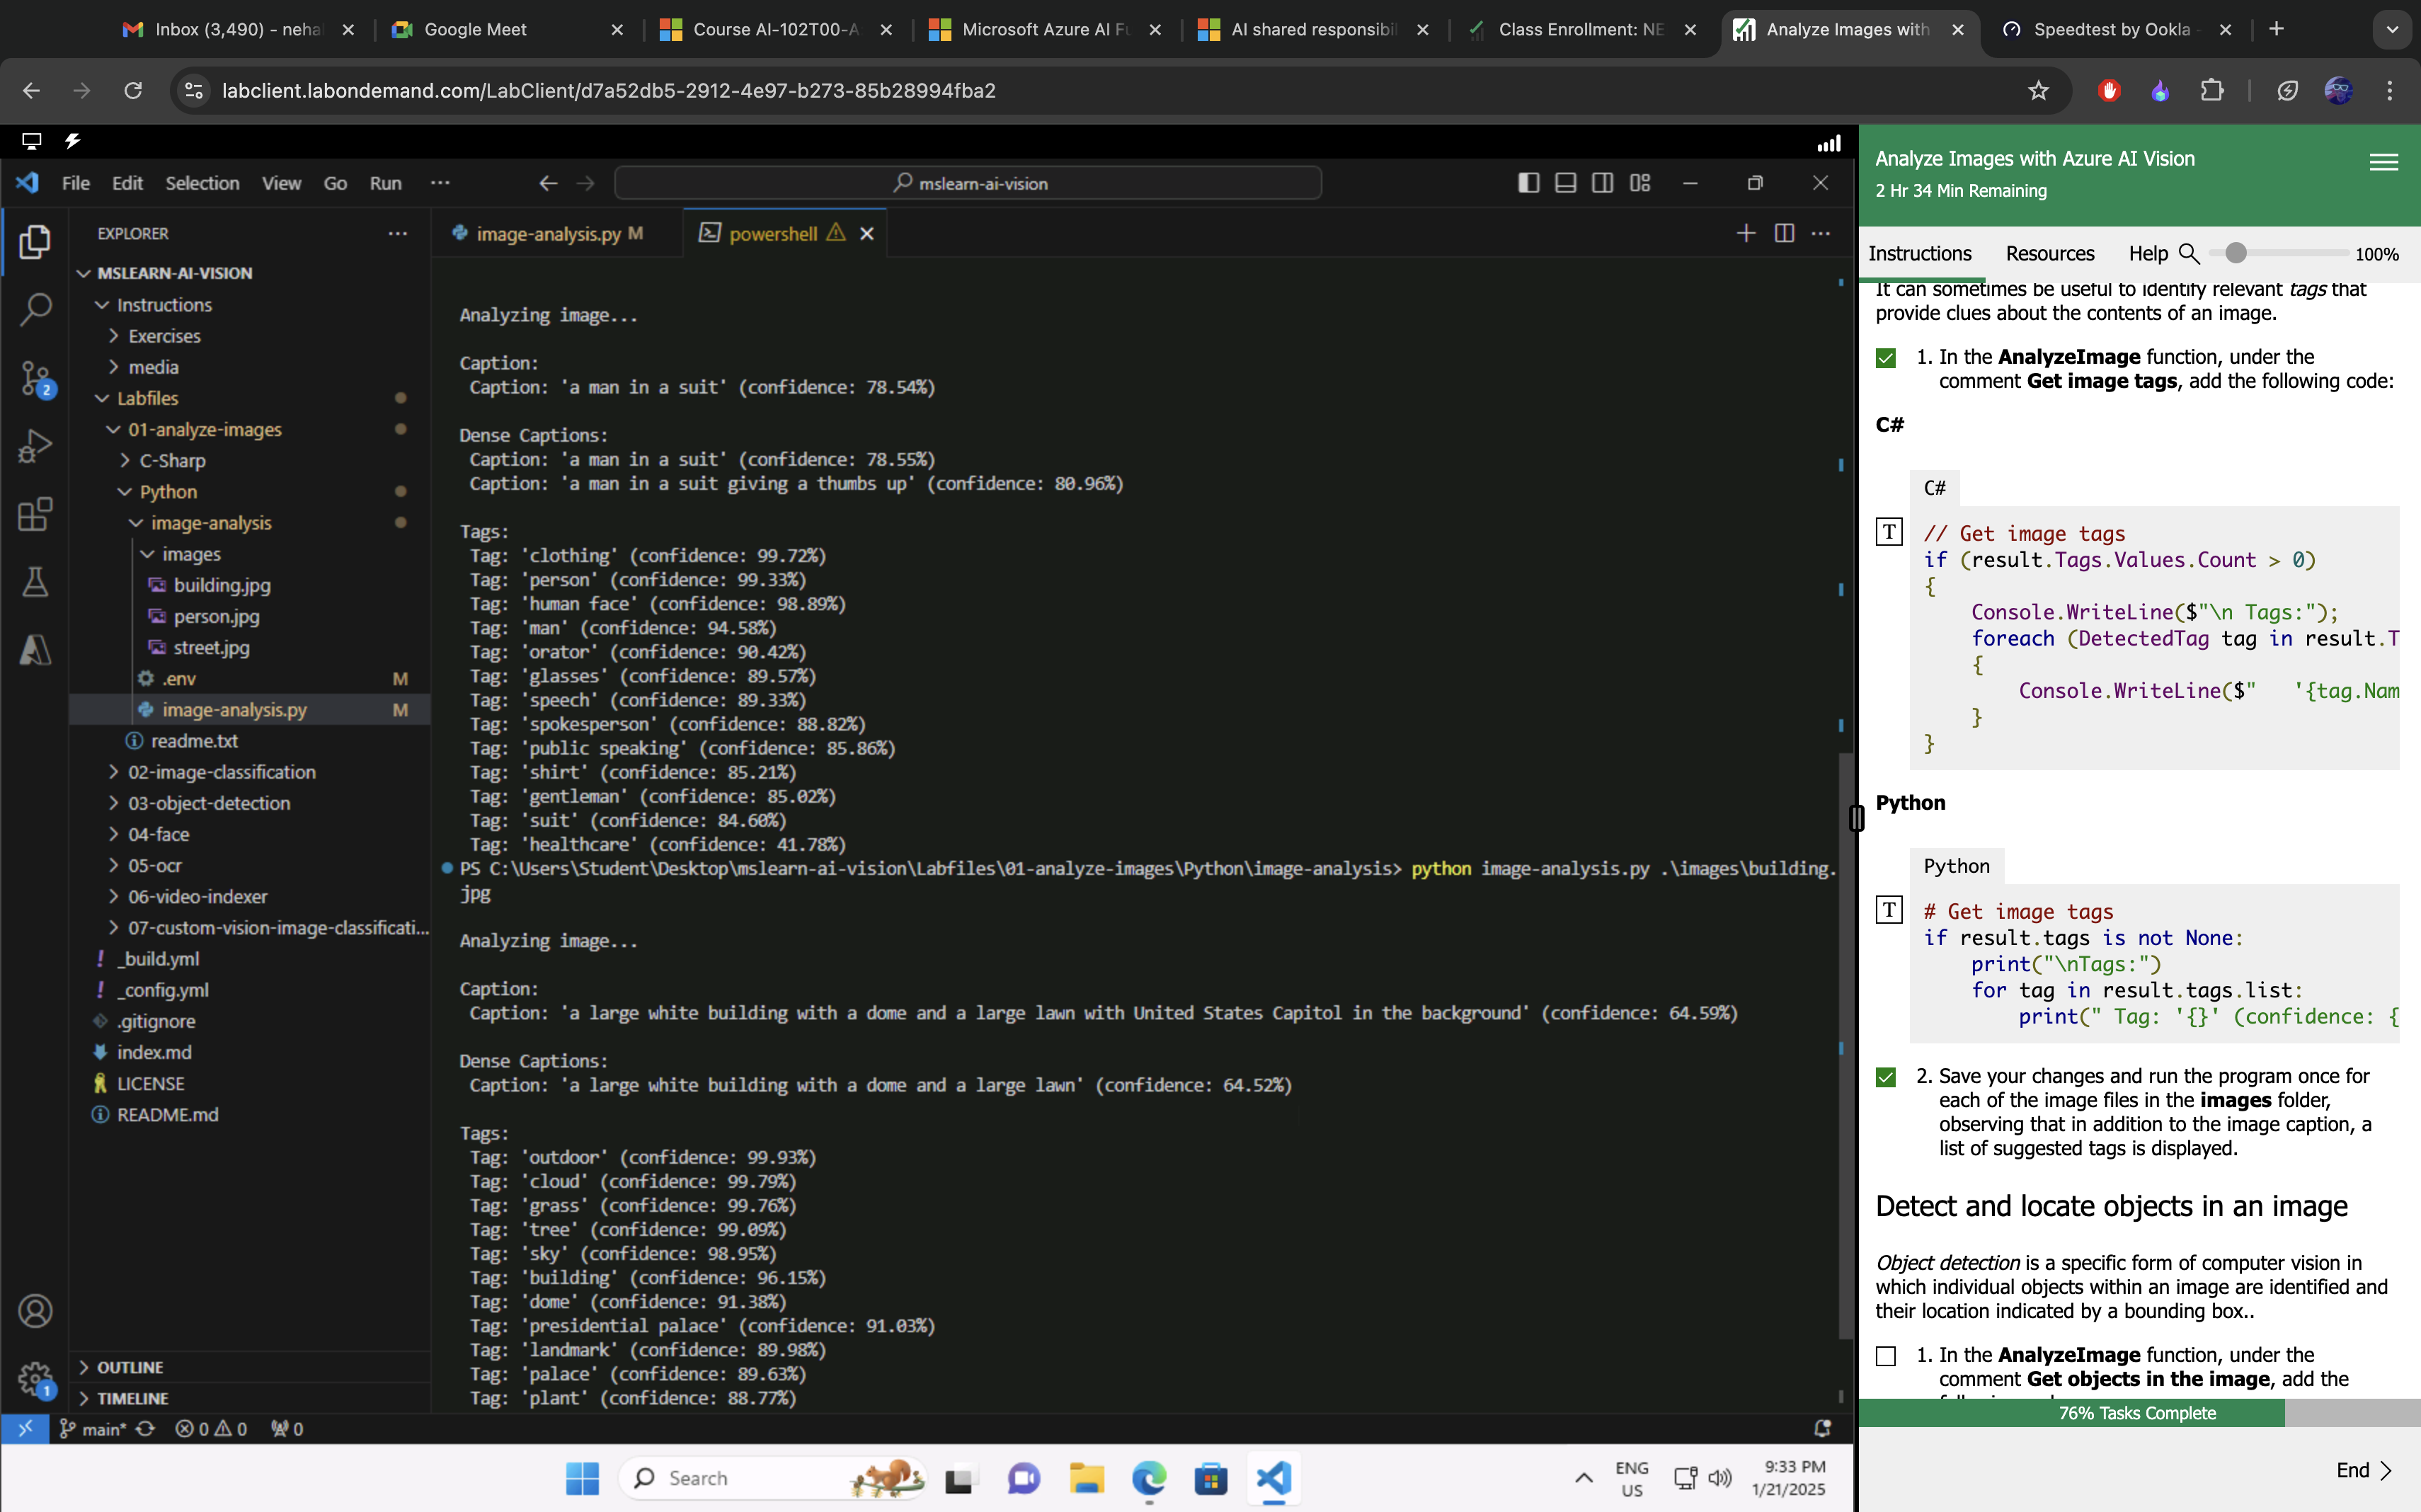 Inbox (3,490) - neha
Google Meet
Course AI-102T00-A
Microsoft Azure AI Fu
AI shared responsibil
Class Enrollment: NE
Analyze Images with
Speedtest by Ookla -
labclient.labondemand.com/LabClient/d7a52db5-2912-4e97-b273-85b28994fba2
File Edit Selection View Go Run ···
mslearn-ai-vision
EXPLORER
MSLEARN-AI-VISION
Instructions
Exercises
media
Labfiles
01-analyze-images
C-Sharp
Python
image-analysis
images
building.jpg
person.jpg
street.jpg
.env M
image-analysis.py M
readme.txt
02-image-classification
03-object-detection
04-face
05-ocr
06-video-indexer
07-custom-vision-image-classificati...
_build.yml
_config.yml
.gitignore
index.md
LICENSE
README.md
OUTLINE
TIMELINE
2
1
image-analysis.py M
powershell
Analyzing image...
Caption:
Caption: 'a man in a suit' (confidence: 78.54%)
Dense Captions:
Caption: 'a man in a suit' (confidence: 78.55%)
Caption: 'a man in a suit giving a thumbs up' (confidence: 80.96%)
Tags:
Tag: 'clothing' (confidence: 99.72%)
Tag: 'person' (confidence: 99.33%)
Tag: 'human face' (confidence: 98.89%)
Tag: 'man' (confidence: 94.58%)
Tag: 'orator' (confidence: 90.42%)
Tag: 'glasses' (confidence: 89.57%)
Tag: 'speech' (confidence: 89.33%)
Tag: 'spokesperson' (confidence: 88.82%)
Tag: 'public speaking' (confidence: 85.86%)
Tag: 'shirt' (confidence: 85.21%)
Tag: 'gentleman' (confidence: 85.02%)
Tag: 'suit' (confidence: 84.60%)
Tag: 'healthcare' (confidence: 41.78%)
PS C:\Users\Student\Desktop\mslearn-ai-vision\Labfiles\01-analyze-images\Python\image-analysis> python image-analysis.py .\images\building.
jpg
Analyzing image...
Caption:
Caption: 'a large white building with a dome and a large lawn with United States Capitol in the background' (confidence: 64.59%)
Dense Captions:
Caption: 'a large white building with a dome and a large lawn' (confidence: 64.52%)
Tags:
Tag: 'outdoor' (confidence: 99.93%)
Tag: 'cloud' (confidence: 99.79%)
Tag: 'grass' (confidence: 99.76%)
Tag: 'tree' (confidence: 99.09%)
Tag: 'sky' (confidence: 98.95%)
Tag: 'building' (confidence: 96.15%)
Tag: 'dome' (confidence: 91.38%)
Tag: 'presidential palace' (confidence: 91.03%)
Tag: 'landmark' (confidence: 89.98%)
Tag: 'palace' (confidence: 89.63%)
Tag: 'plant' (confidence: 88.77%)
main* 0 0 0
Search
ENG
US
9:33 PM
1/21/2025
Analyze Images with Azure AI Vision
2 Hr 34 Min Remaining
Instructions Resources Help 100%
It can sometimes be useful to identify relevant tags that
provide clues about the contents of an image.
1. In the AnalyzeImage function, under the
comment Get image tags, add the following code:
C#
C#
T
// Get image tags
if (result.Tags.Values.Count > 0)
{
Console.WriteLine($"\n Tags:");
foreach (DetectedTag tag in result.T
{
Console.WriteLine($"   '{tag.Nam
}
}
Python
Python
T
# Get image tags
if result.tags is not None:
print("\nTags:")
for tag in result.tags.list:
print(" Tag: '{}' (confidence: {
2. Save your changes and run the program once for
each of the image files in the images folder,
observing that in addition to the image caption, a
list of suggested tags is displayed.
Detect and locate objects in an image
Object detection is a specific form of computer vision in
which individual objects within an image are identified and
their location indicated by a bounding box..
1. In the AnalyzeImage function, under the
comment Get objects in the image, add the
76% Tasks Complete
End